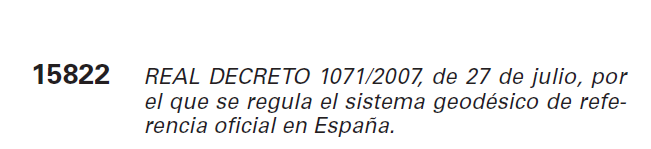 15822 REAL DECRETO 1071/2007, de 27 de julio, por
el que se regula el sistema geodésico de refe-
rencia oficial en España.